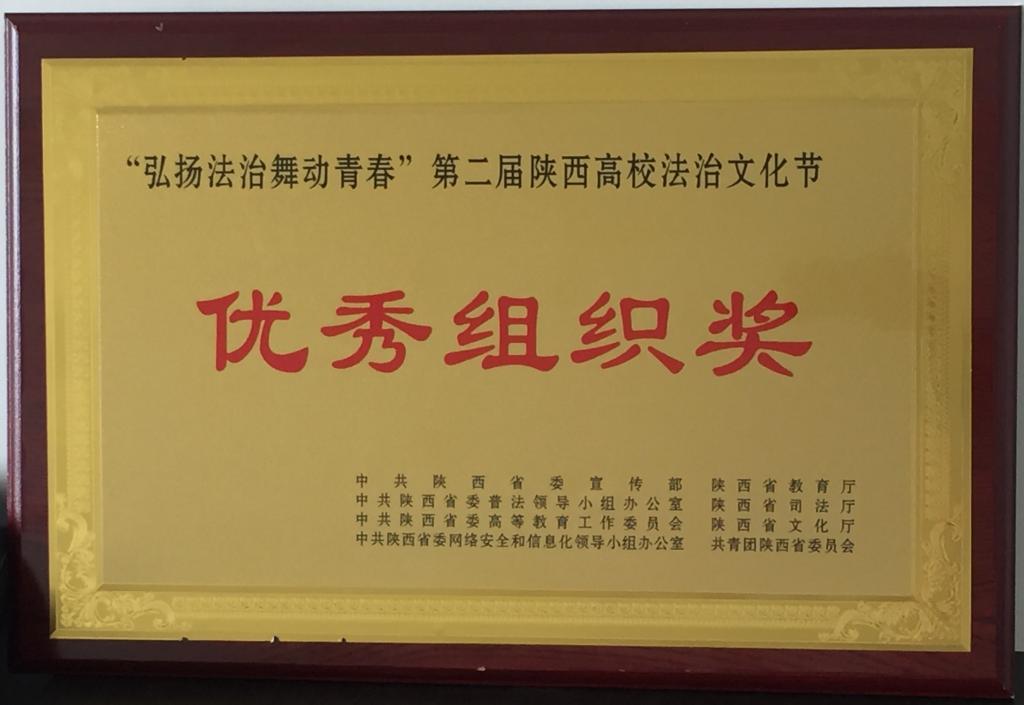 “弘扬法治舞动青春”第二届陕西高校法治文化节
优秀组织奖
中共陕西省委宣传部 陕西省教育厅
中共陕西省委普法领导小组办公室 陕西省司法厅
中共陕西省委高等教育工作委员会 陕西省文化厅
中共陕西省委网络安全和信息化领导小组办公室 共青团陕西省委员会